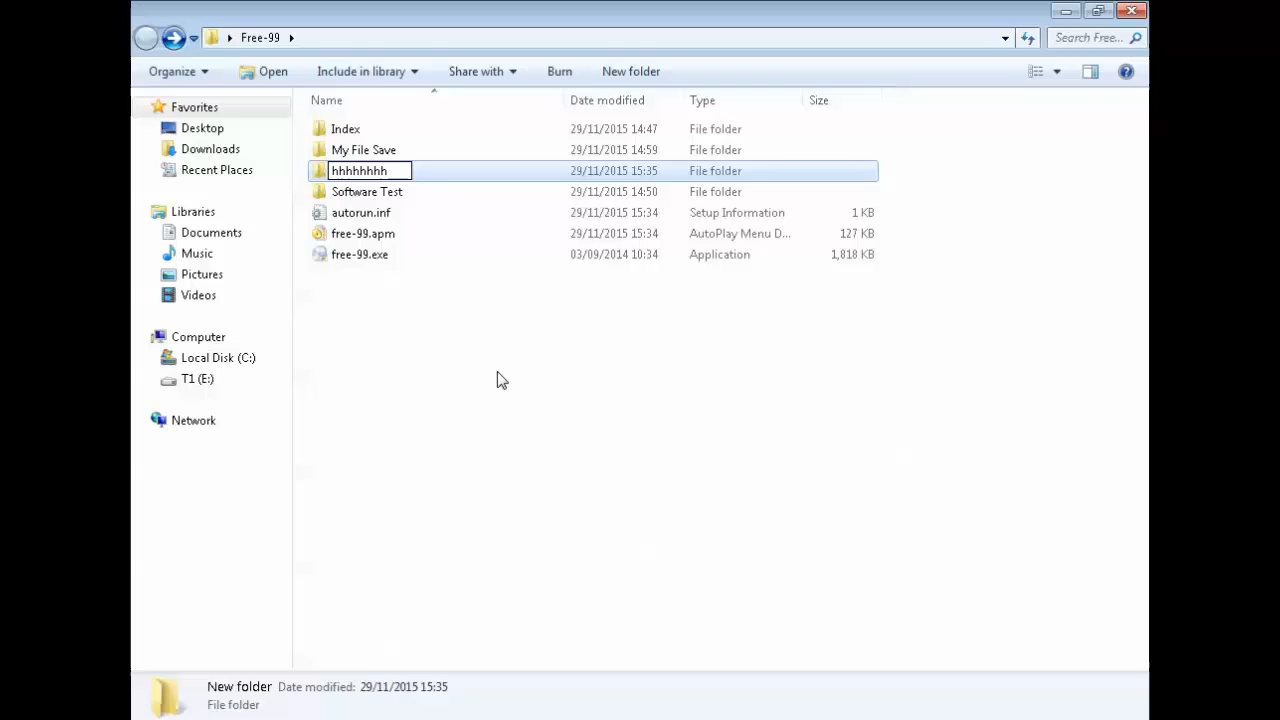 Free-99
Search Free...
Organize Open Include in library Share with Burn New folder
Favorites
Desktop
Downloads
Recent Places
Libraries
Documents
Music
Pictures
Videos
Computer
Local Disk (C:)
T1 (E:)
Network
Name Date modified Type Size
Index 29/11/2015 14:47 File folder
My File Save 29/11/2015 14:59 File folder
hhhhhhhh 29/11/2015 15:35 File folder
Software Test 29/11/2015 14:50 File folder
autorun.inf 29/11/2015 15:34 Setup Information 1 KB
free-99.apm 29/11/2015 15:34 AutoPlay Menu D... 127 KB
free-99.exe 03/09/2014 10:34 Application 1,818 KB
New folder Date modified: 29/11/2015 15:35
File folder